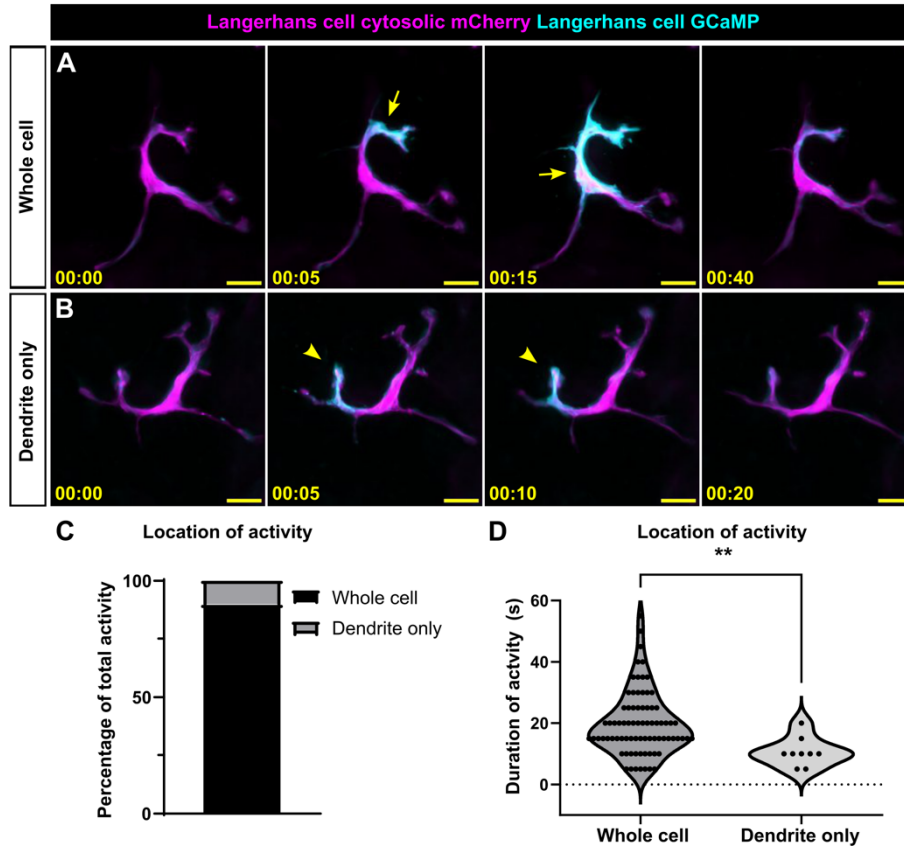 Langerhans cell cytosolic mCherry Langerhans cell GCaMP
Whole cell
A
00:00
00:05
00:15
00:40
Dendrite only
B
00:00
00:05
00:10
00:20
C
Location of activity
Percentage of total activity
100
50
0
Whole cell
Dendrite only
D
Location of activity
**
Duration of actvity (s)
60
40
20
0
Whole cell
Dendrite only